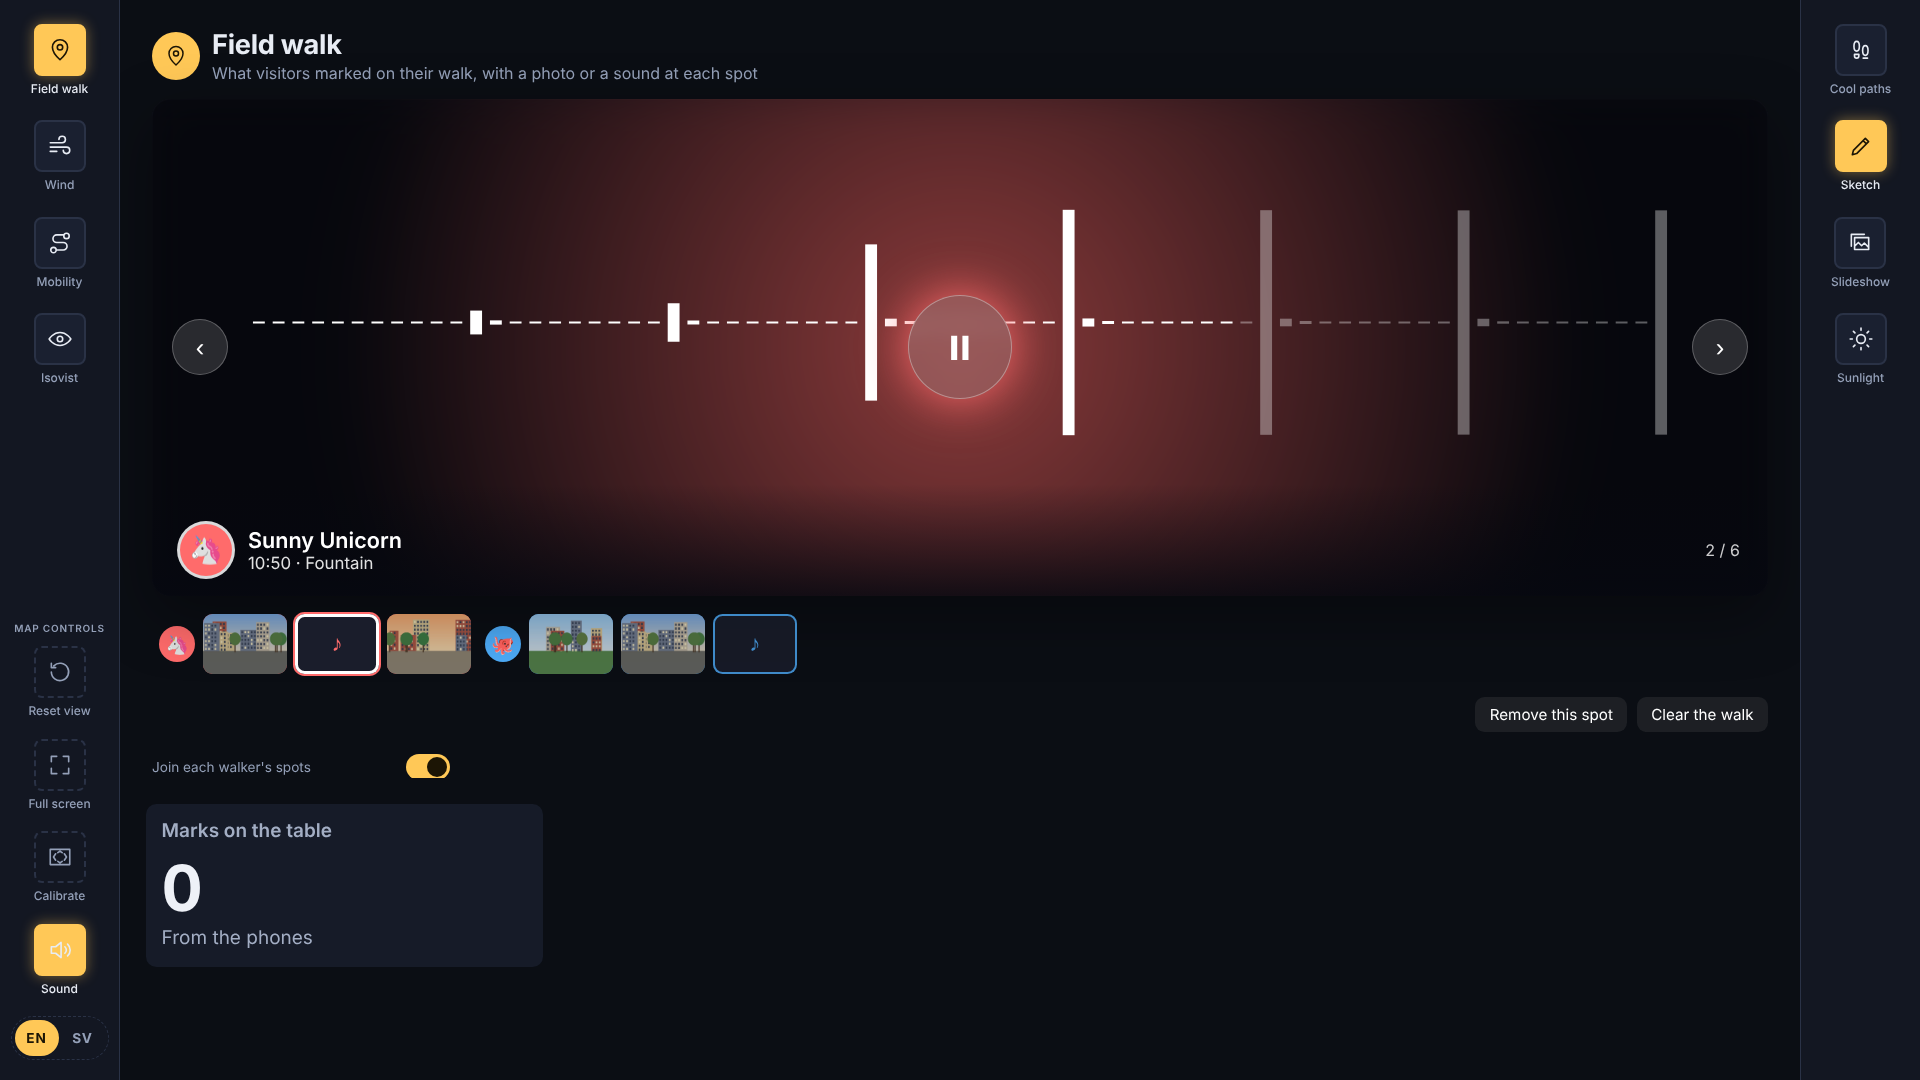 Field walk
Wind
Mobility
Isovist
MAP CONTROLS
Reset view
Full screen
Calibrate
Sound
EN SV
Field walk
What visitors marked on their walk, with a photo or a sound at each spot
Sunny Unicorn
10:50 · Fountain
2 / 6
Remove this spot
Clear the walk
Join each walker's spots
Marks on the table
0
From the phones
Cool paths
Sketch
Slideshow
Sunlight